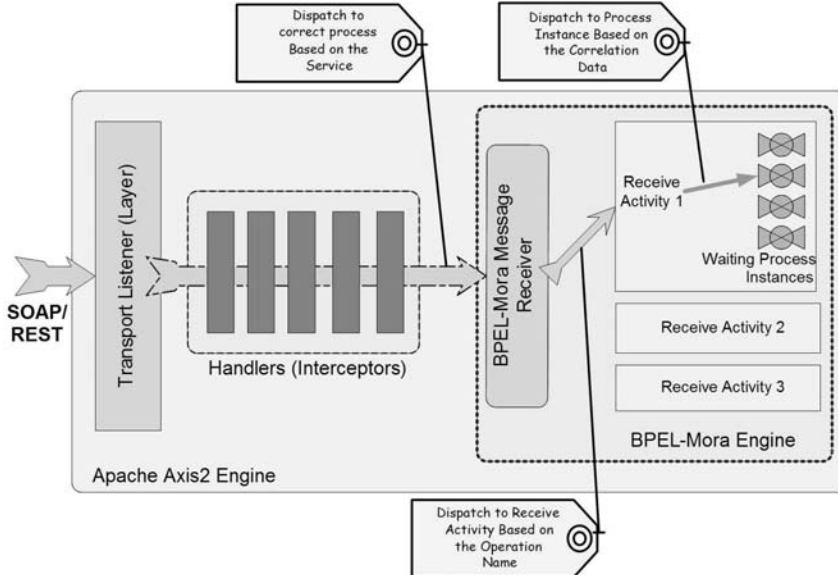 Dispatch to
correct process
Based on the
Service
Dispatch to Process
Instance Based on
the Correlation
Data
SOAP/
REST
Transport Listener (Layer)
Handlers (Interceptors)
BPEL-Mora Message
Receiver
Receive
Activity 1
Waiting Process
Instances
Receive Activity 2
Receive Activity 3
BPEL-Mora Engine
Apache Axis2 Engine
Dispatch to Receive
Activity Based on
the Operation
Name